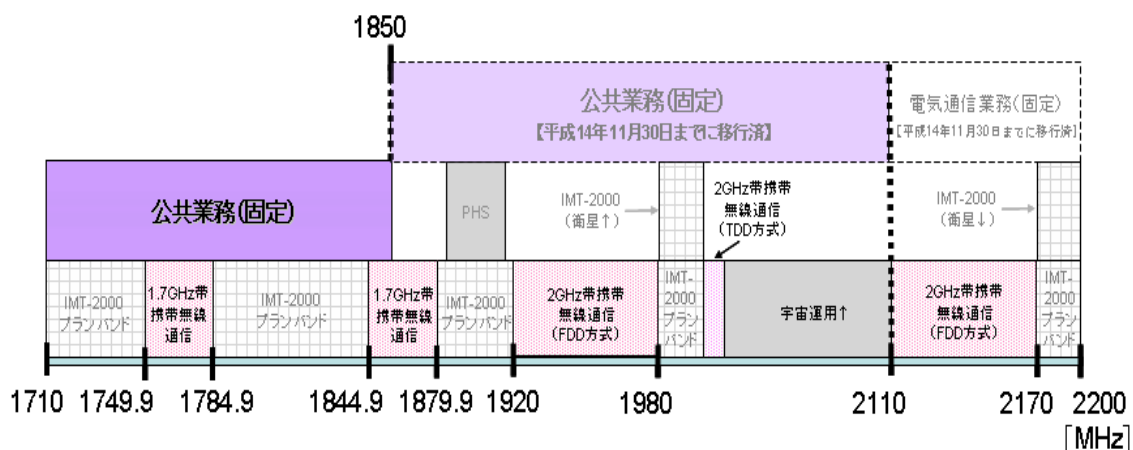 1850
公共業務(固定)
【平成14年11月30日までに移行済】
電気通信業務(固定)
【平成14年11月30日までに移行済】
公共業務(固定)
PHS
IMT-2000
(衛星↑)
2GHz帯携帯
無線通信
(TDD方式)
IMT-2000
(衛星↓)
IMT-2000
プランバンド
1.7GHz帯
携帯無線
通信
IMT-2000
プランバンド
1.7GHz帯
携帯無線
通信
IMT-2000
プランバンド
2GHz帯携帯
無線通信
(FDD方式)
IMT-
2000
プラン
バンド
宇宙運用↑
2GHz帯携帯
無線通信
(FDD方式)
IMT-
2000
プラン
バンド
1710 1749.9 1784.9 1844.9 1879.9 1920 1980 2110 2170 2200
[MHz]